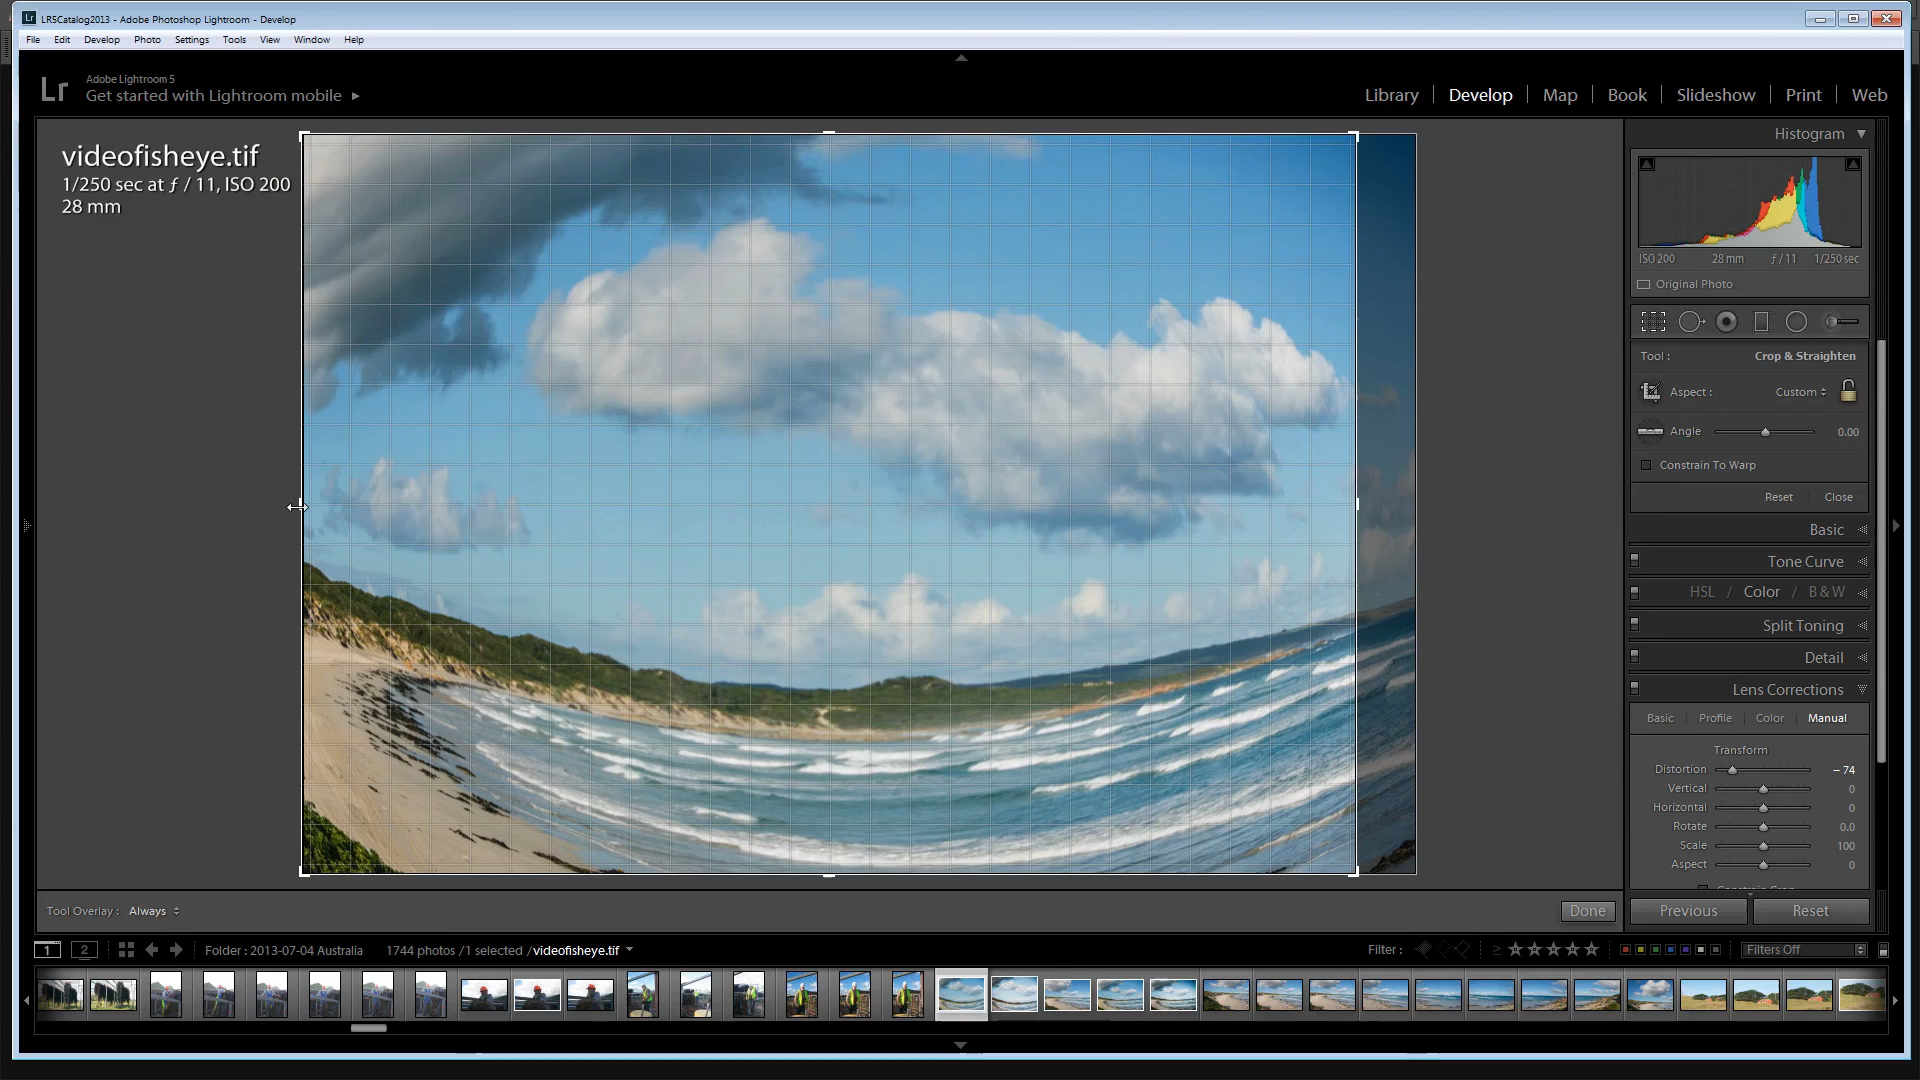 LR5Catalog2013 - Adobe Photoshop Lightroom - Develop
File Edit Develop Photo Settings Tools View Window Help
Lr
Adobe Lightroom 5
Get started with Lightroom mobile
Library Develop Map Book Slideshow Print Web
videofisheye.tif
1/250 sec at ƒ / 11, ISO 200
28 mm
Histogram
ISO 200 28 mm ƒ / 11 1/250 sec
Original Photo
Tool : Crop & Straighten
Aspect : Custom
Angle 0.00
Constrain To Warp
Reset Close
Basic
Tone Curve
HSL / Color / B & W
Split Toning
Detail
Lens Corrections
Basic Profile Color Manual
Transform
Distortion – 74
Vertical 0
Horizontal 0
Rotate 0.0
Scale 100
Aspect 0
Tool Overlay : Always
Done
Previous Reset
1 2 Folder : 2013-07-04 Australia 1744 photos / 1 selected / videofisheye.tif
Filter : ≥ Filters Off